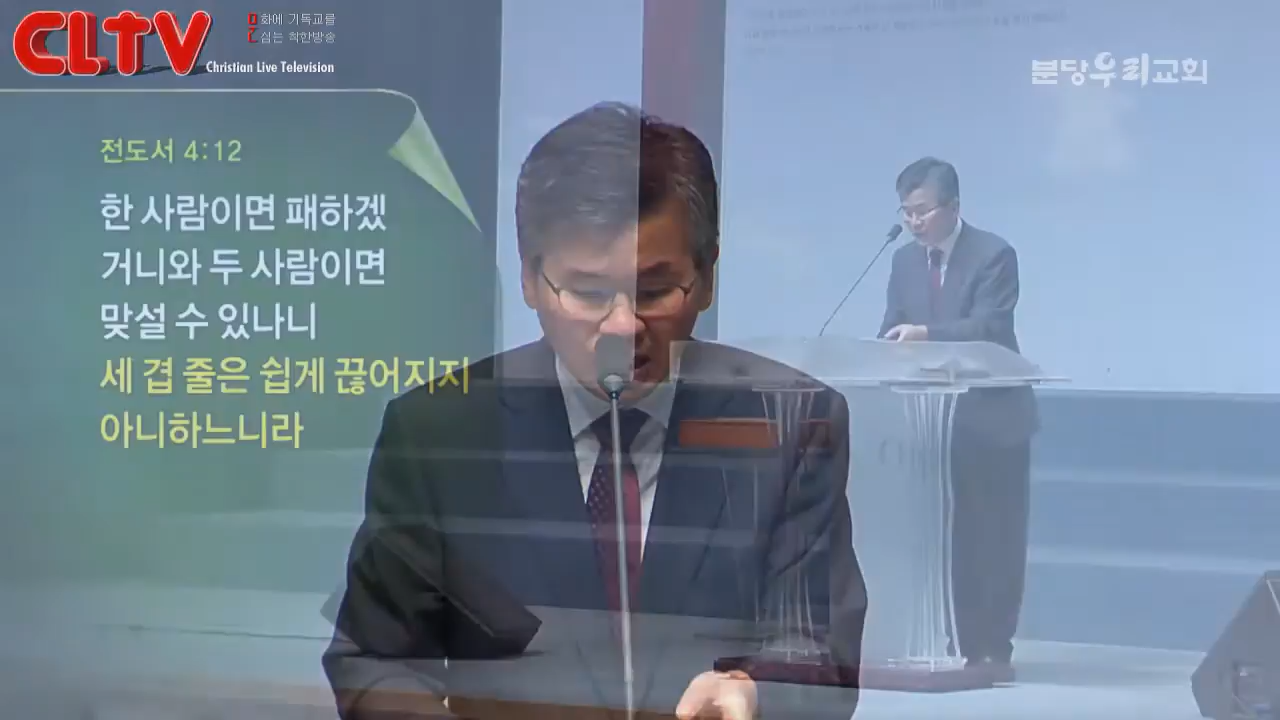 CLTV
화에 기독교를
심는 착한방송
Christian Live Television
분당우리교회
전도서 4:12
한 사람이면 패하겠
거니와 두 사람이면
맞설 수 있나니
세 겹 줄은 쉽게 끊어지지
아니하느니라